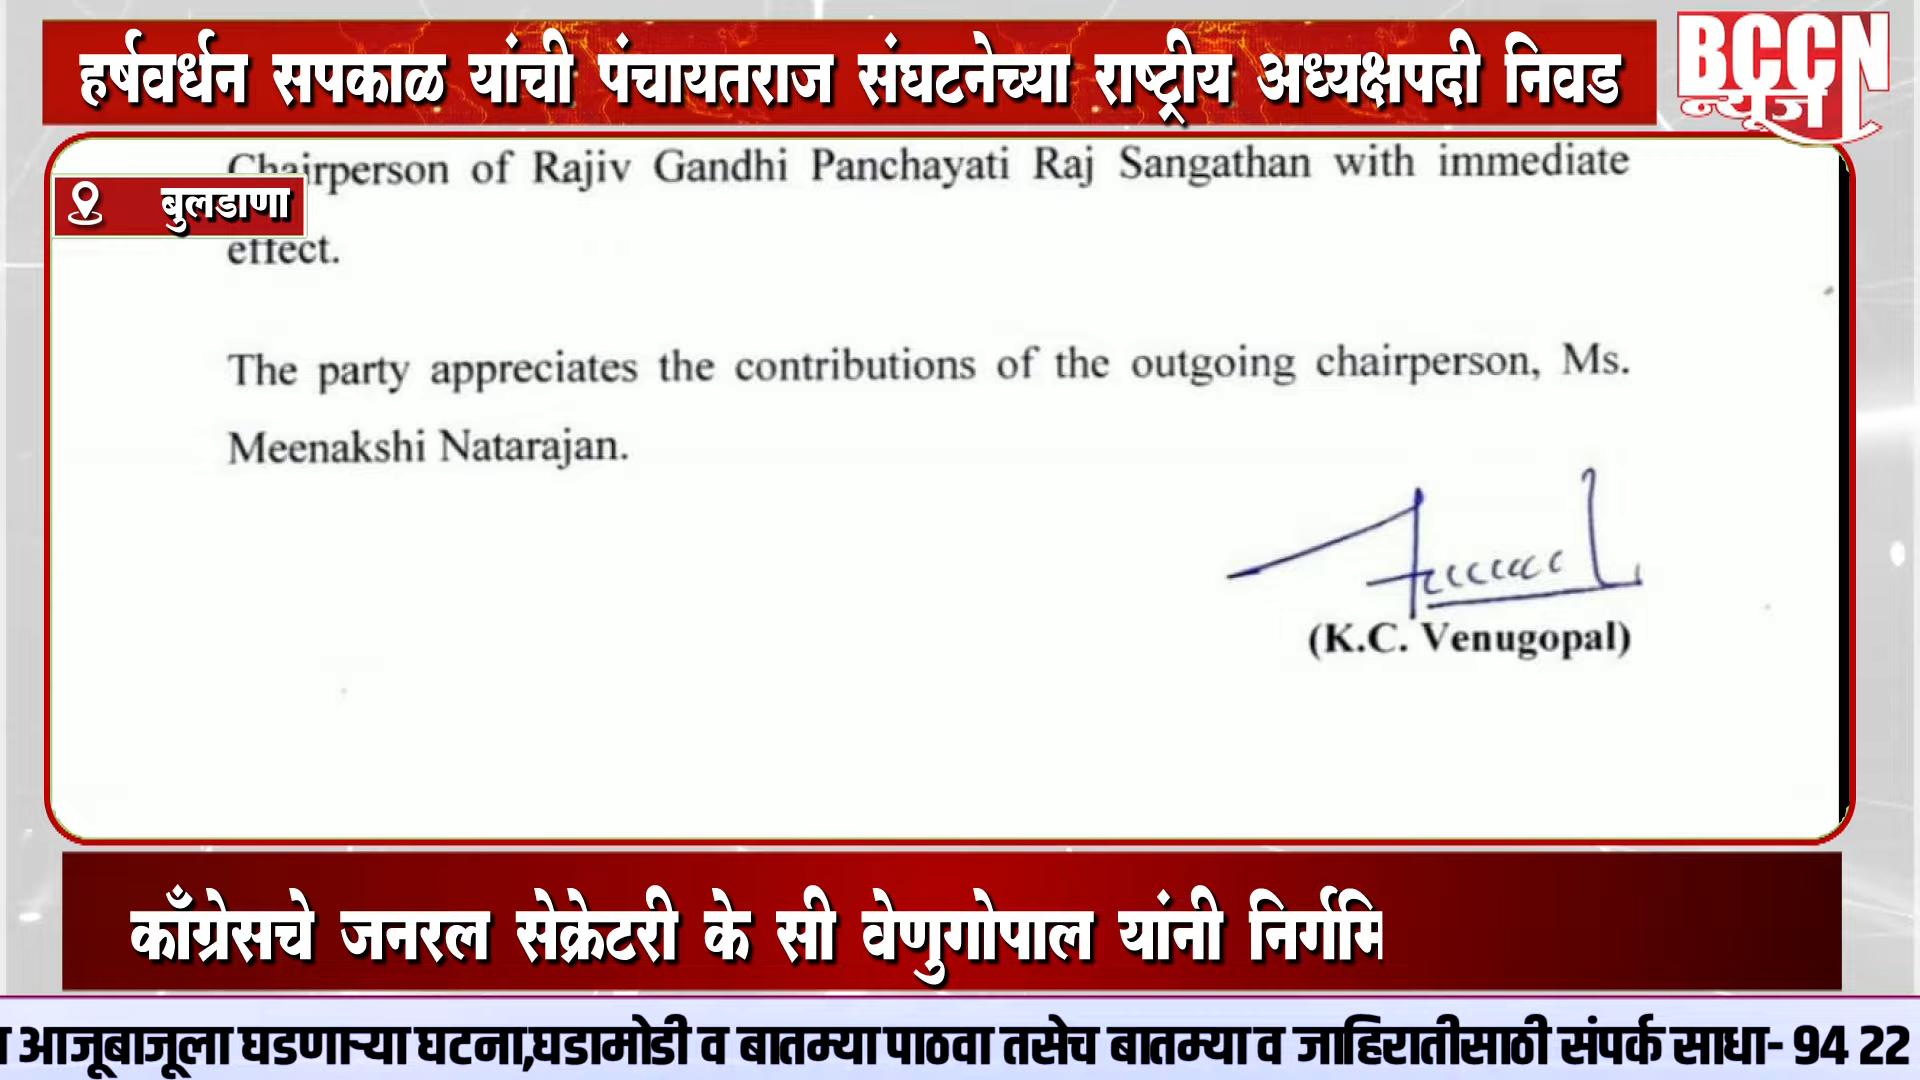 हर्षवर्धन सपकाळ यांची पंचायतराज संघटनेच्या राष्ट्रीय अध्यक्षपदी निवड
BCCN
न्यूज
Chairperson of Rajiv Gandhi Panchayati Raj Sangathan with immediate
बुलडाणा
effect.
The party appreciates the contributions of the outgoing chairperson, Ms.
Meenakshi Natarajan.
(K.C. Venugopal)
काँग्रेसचे जनरल सेक्रेटरी के सी वेणुगोपाल यांनी निर्गमि
आजूबाजूला घडणाऱ्या घटना,घडामोडी व बातम्या पाठवा तसेच बातम्या व जाहिरातीसाठी संपर्क साधा- 94 22